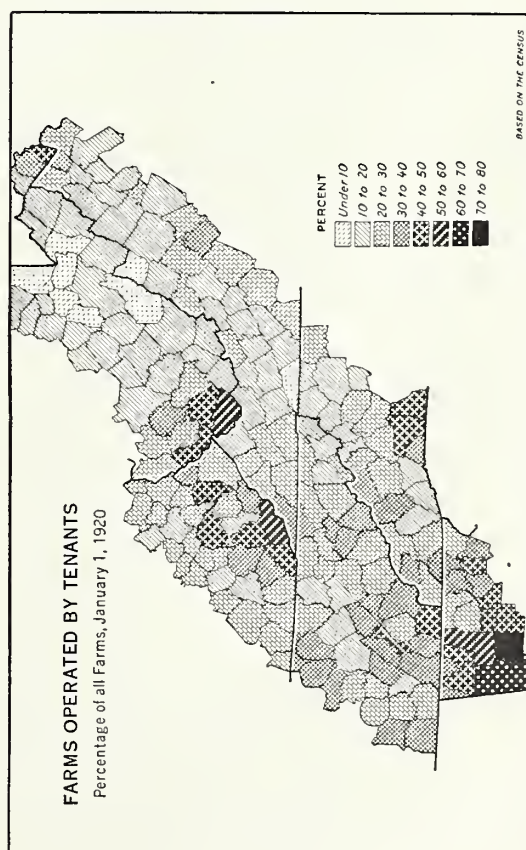 FARMS OPERATED BY TENANTS
Percentage of all Farms, January 1, 1920
PERCENT
Under 10
10 to 20
20 to 30
30 to 40
40 to 50
50 to 60
60 to 70
70 to 80
BASED ON THE CENSUS